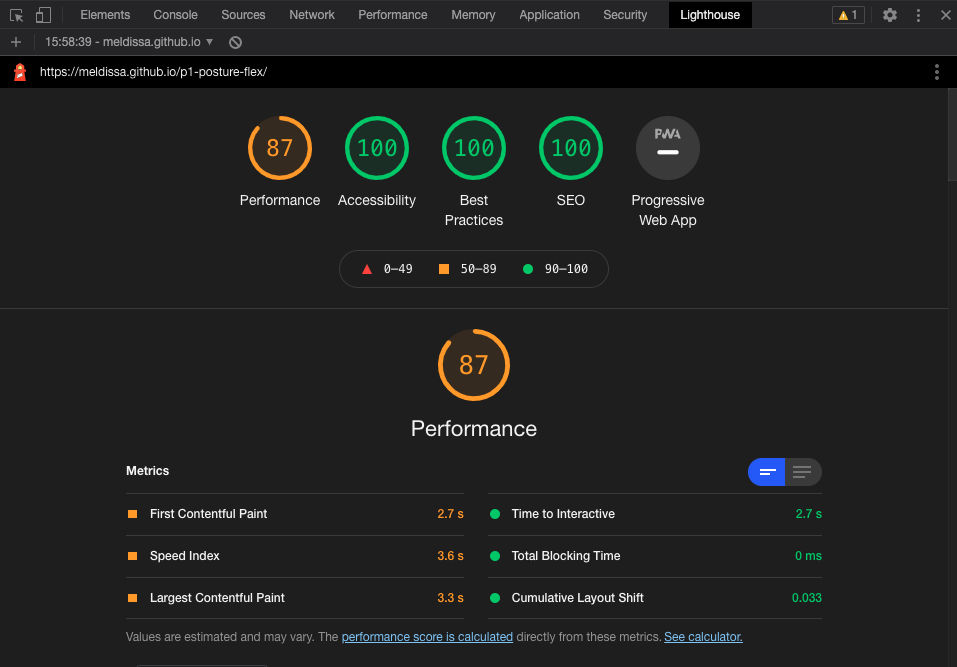 Elements Console Sources Network Performance Memory Application Security Lighthouse 1
15:58:39 - meldissa.github.io
https://meldissa.github.io/p1-posture-flex/
87 100 100 100 PWA
Performance Accessibility Best Practices SEO Progressive Web App
0–49 50–89 90–100
87
Performance
Metrics
First Contentful Paint 2.7 s Time to Interactive 2.7 s
Speed Index 3.6 s Total Blocking Time 0 ms
Largest Contentful Paint 3.3 s Cumulative Layout Shift 0.033
Values are estimated and may vary. The performance score is calculated directly from these metrics. See calculator.